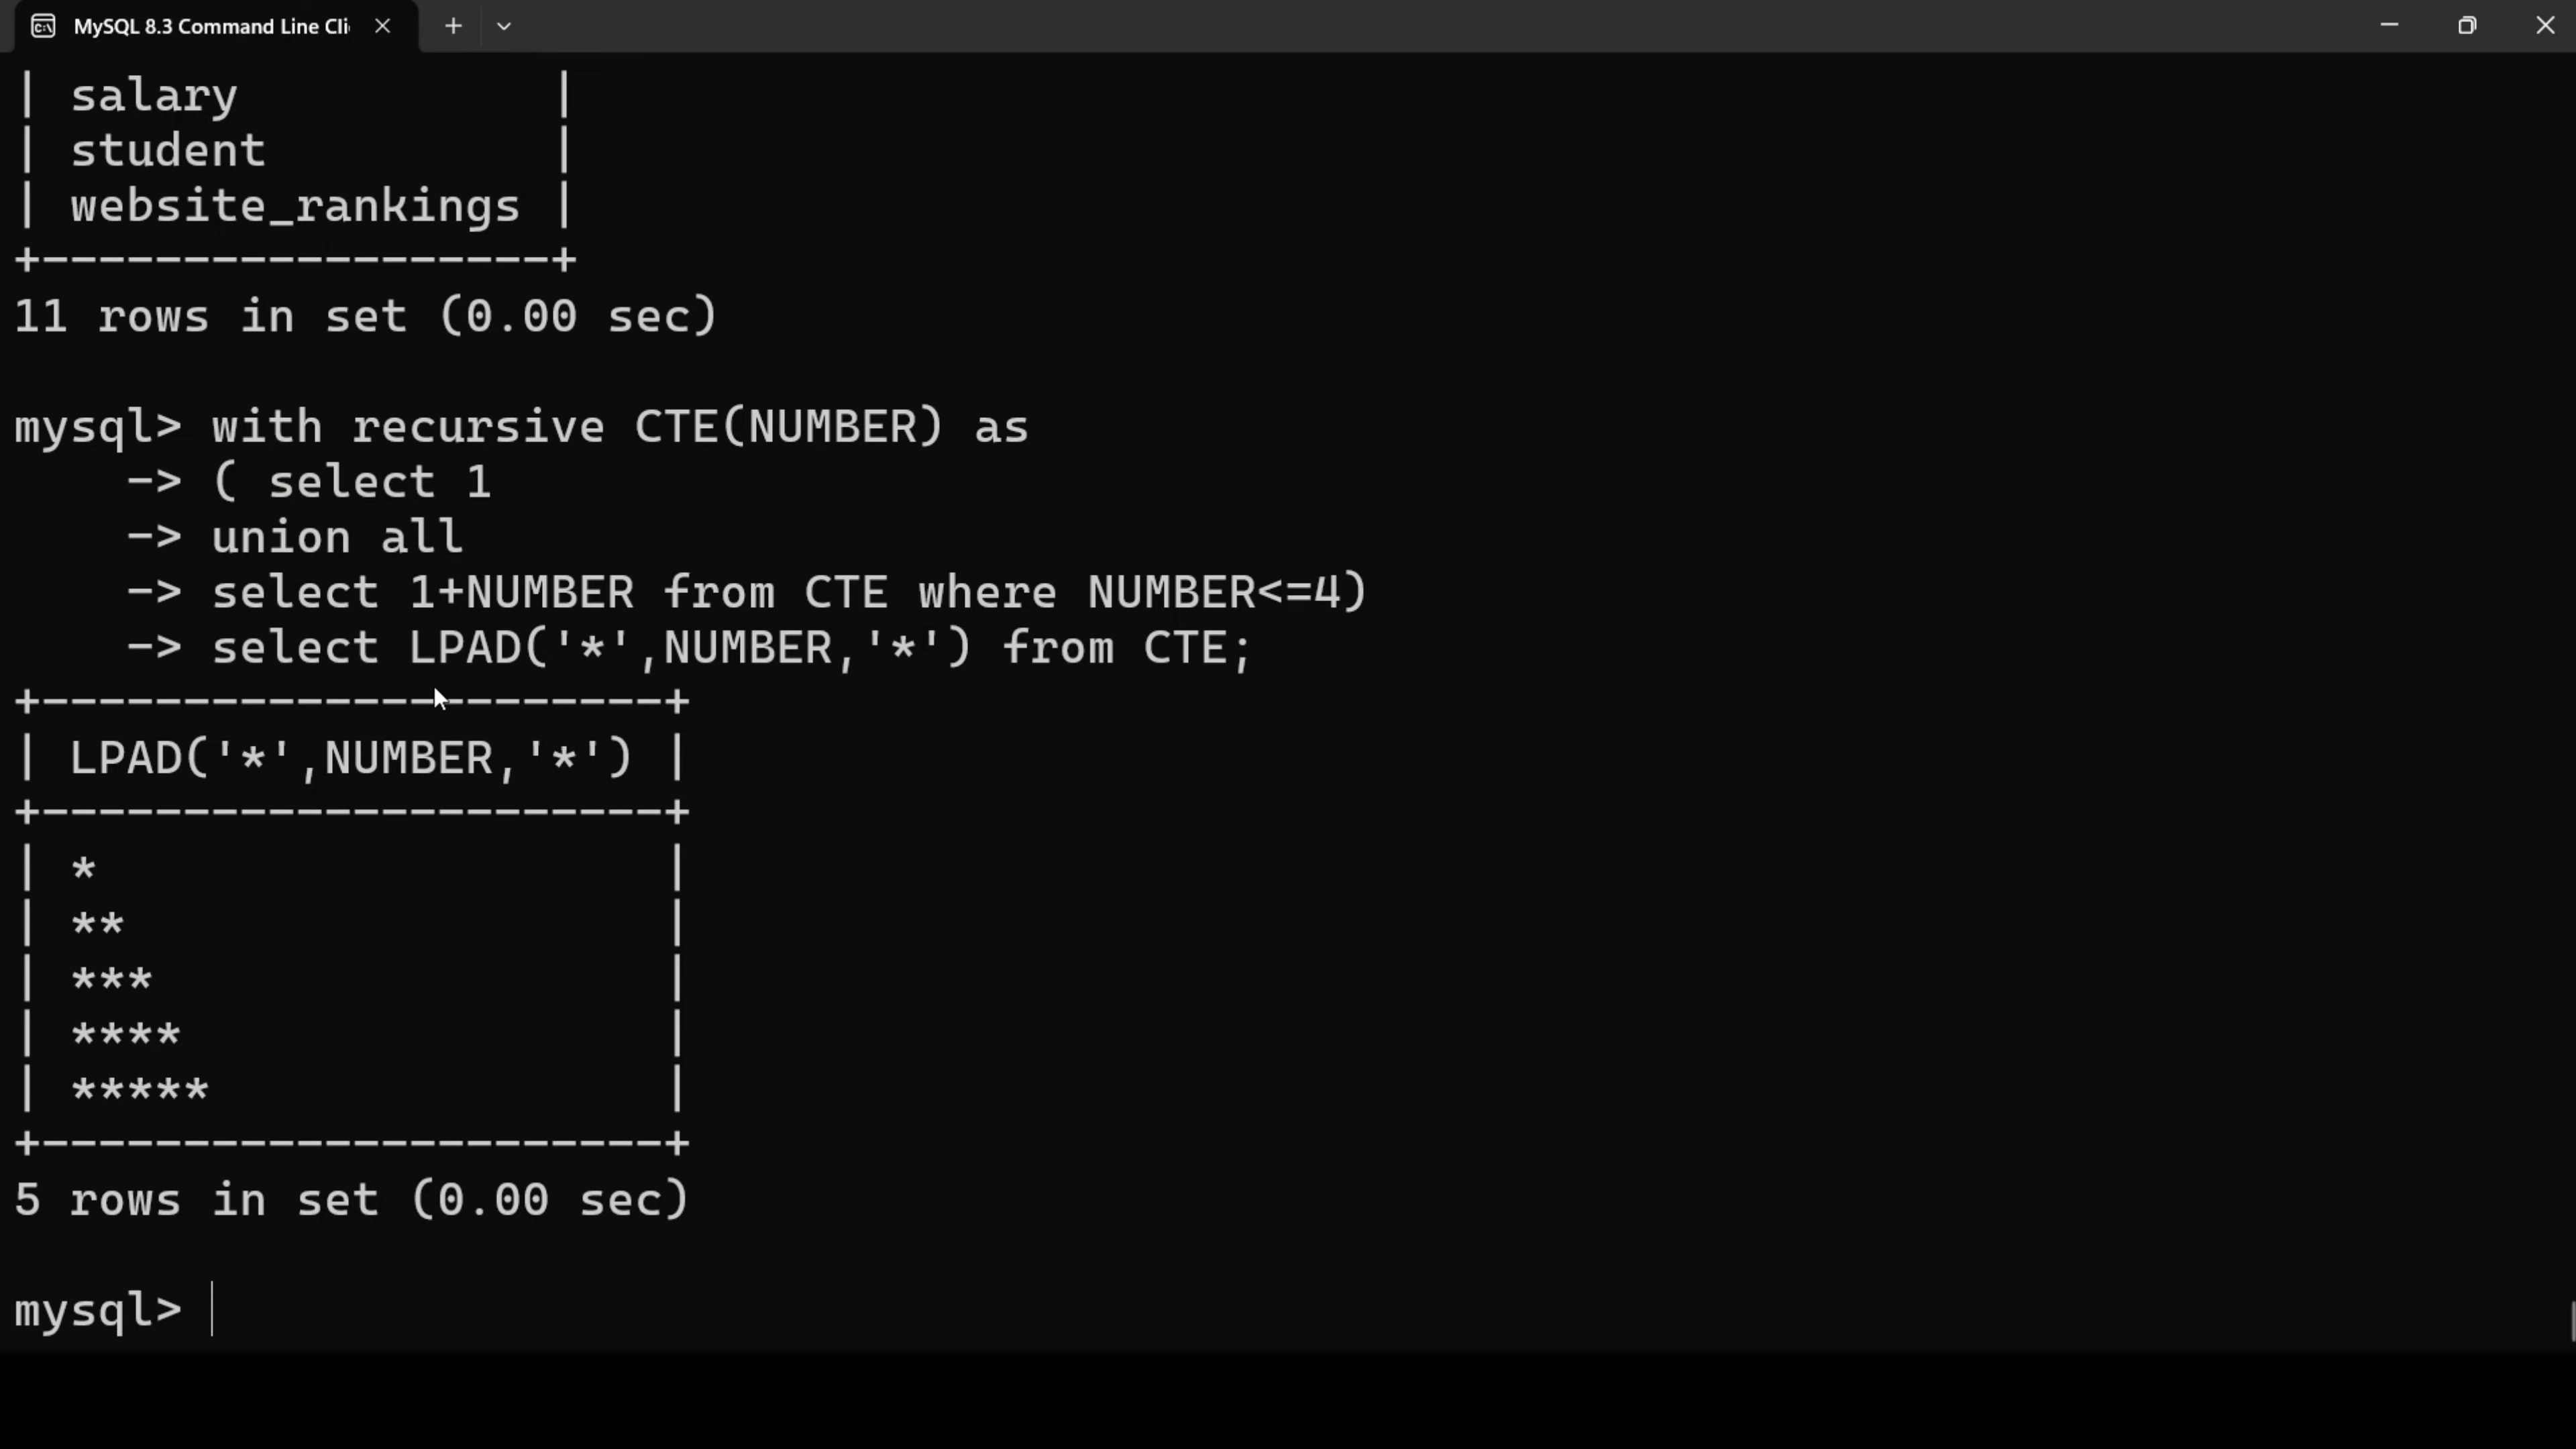 MySQL 8.3 Command Line Cli
| salary           |
| student          |
| website_rankings |
+------------------+
11 rows in set (0.00 sec)
mysql> with recursive CTE(NUMBER) as
    -> ( select 1
    -> union all
    -> select 1+NUMBER from CTE where NUMBER<=4)
    -> select LPAD('*',NUMBER,'*') from CTE;
+----------------------+
| LPAD('*',NUMBER,'*') |
+----------------------+
| *                    |
| **                   |
| ***                  |
| ****                 |
| *****                |
+----------------------+
5 rows in set (0.00 sec)
mysql>